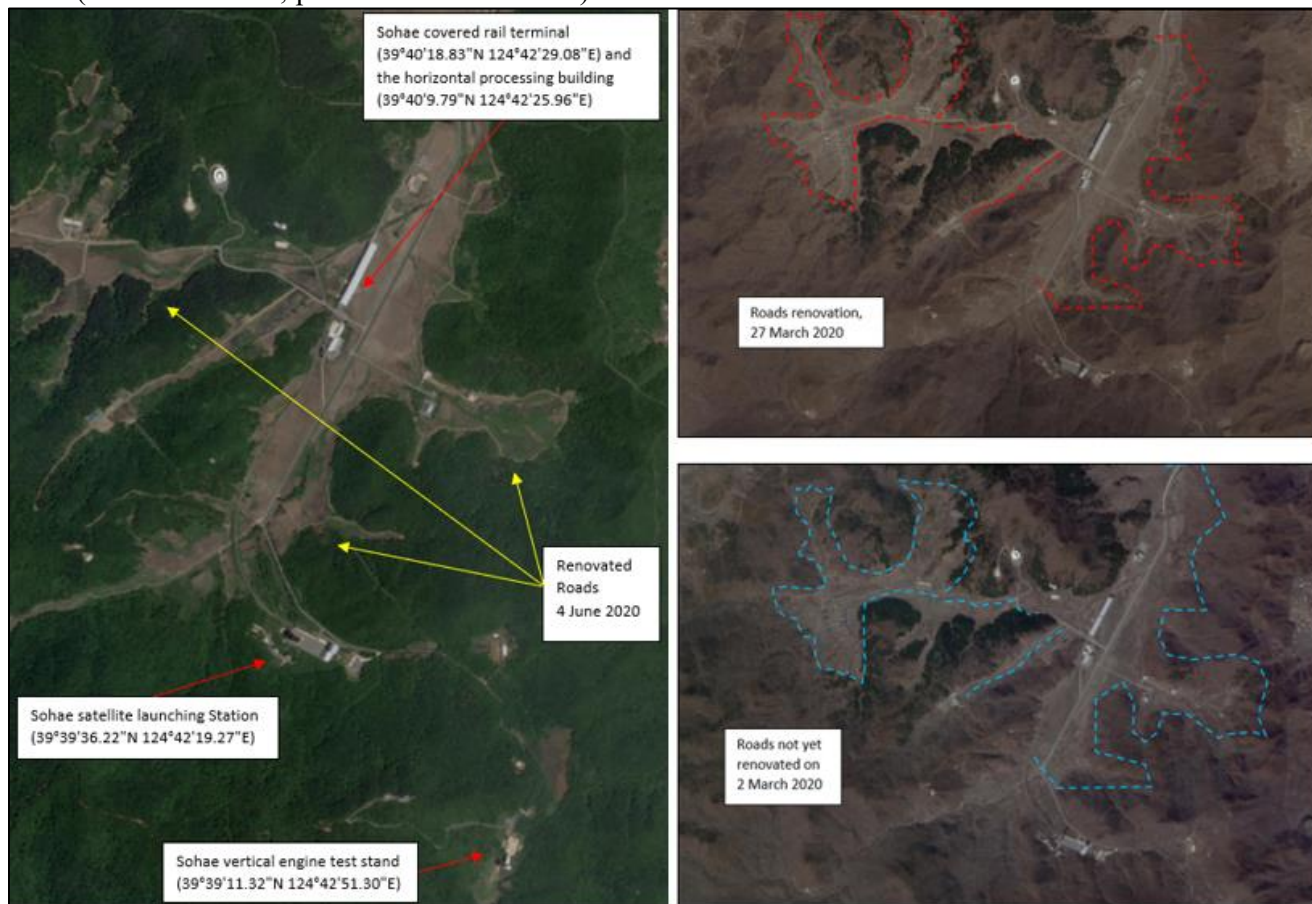 Sohae covered rail terminal
(39°40'18.83"N 124°42'29.08"E) and
the horizontal processing building
(39°40'9.79"N 124°42'25.96"E)
Renovated
Roads
4 June 2020
Sohae satellite launching Station
(39°39'36.22"N 124°42'19.27"E)
Sohae vertical engine test stand
(39°39'11.32"N 124°42'51.30"E)
Roads renovation,
27 March 2020
Roads not yet
renovated on
2 March 2020